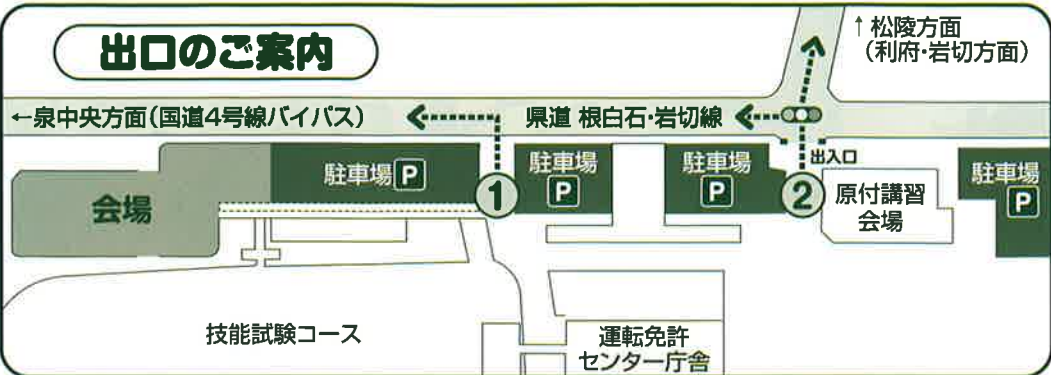 出口のご案内
↑松陵方面
（利府・岩切方面）
←泉中央方面（国道4号線バイパス）
県道 根白石・岩切線
出入口
駐車場 P
駐車場
P
駐車場
P
駐車場
P
会場
1
2
原付講習
会場
技能試験コース
運転免許
センター庁舎